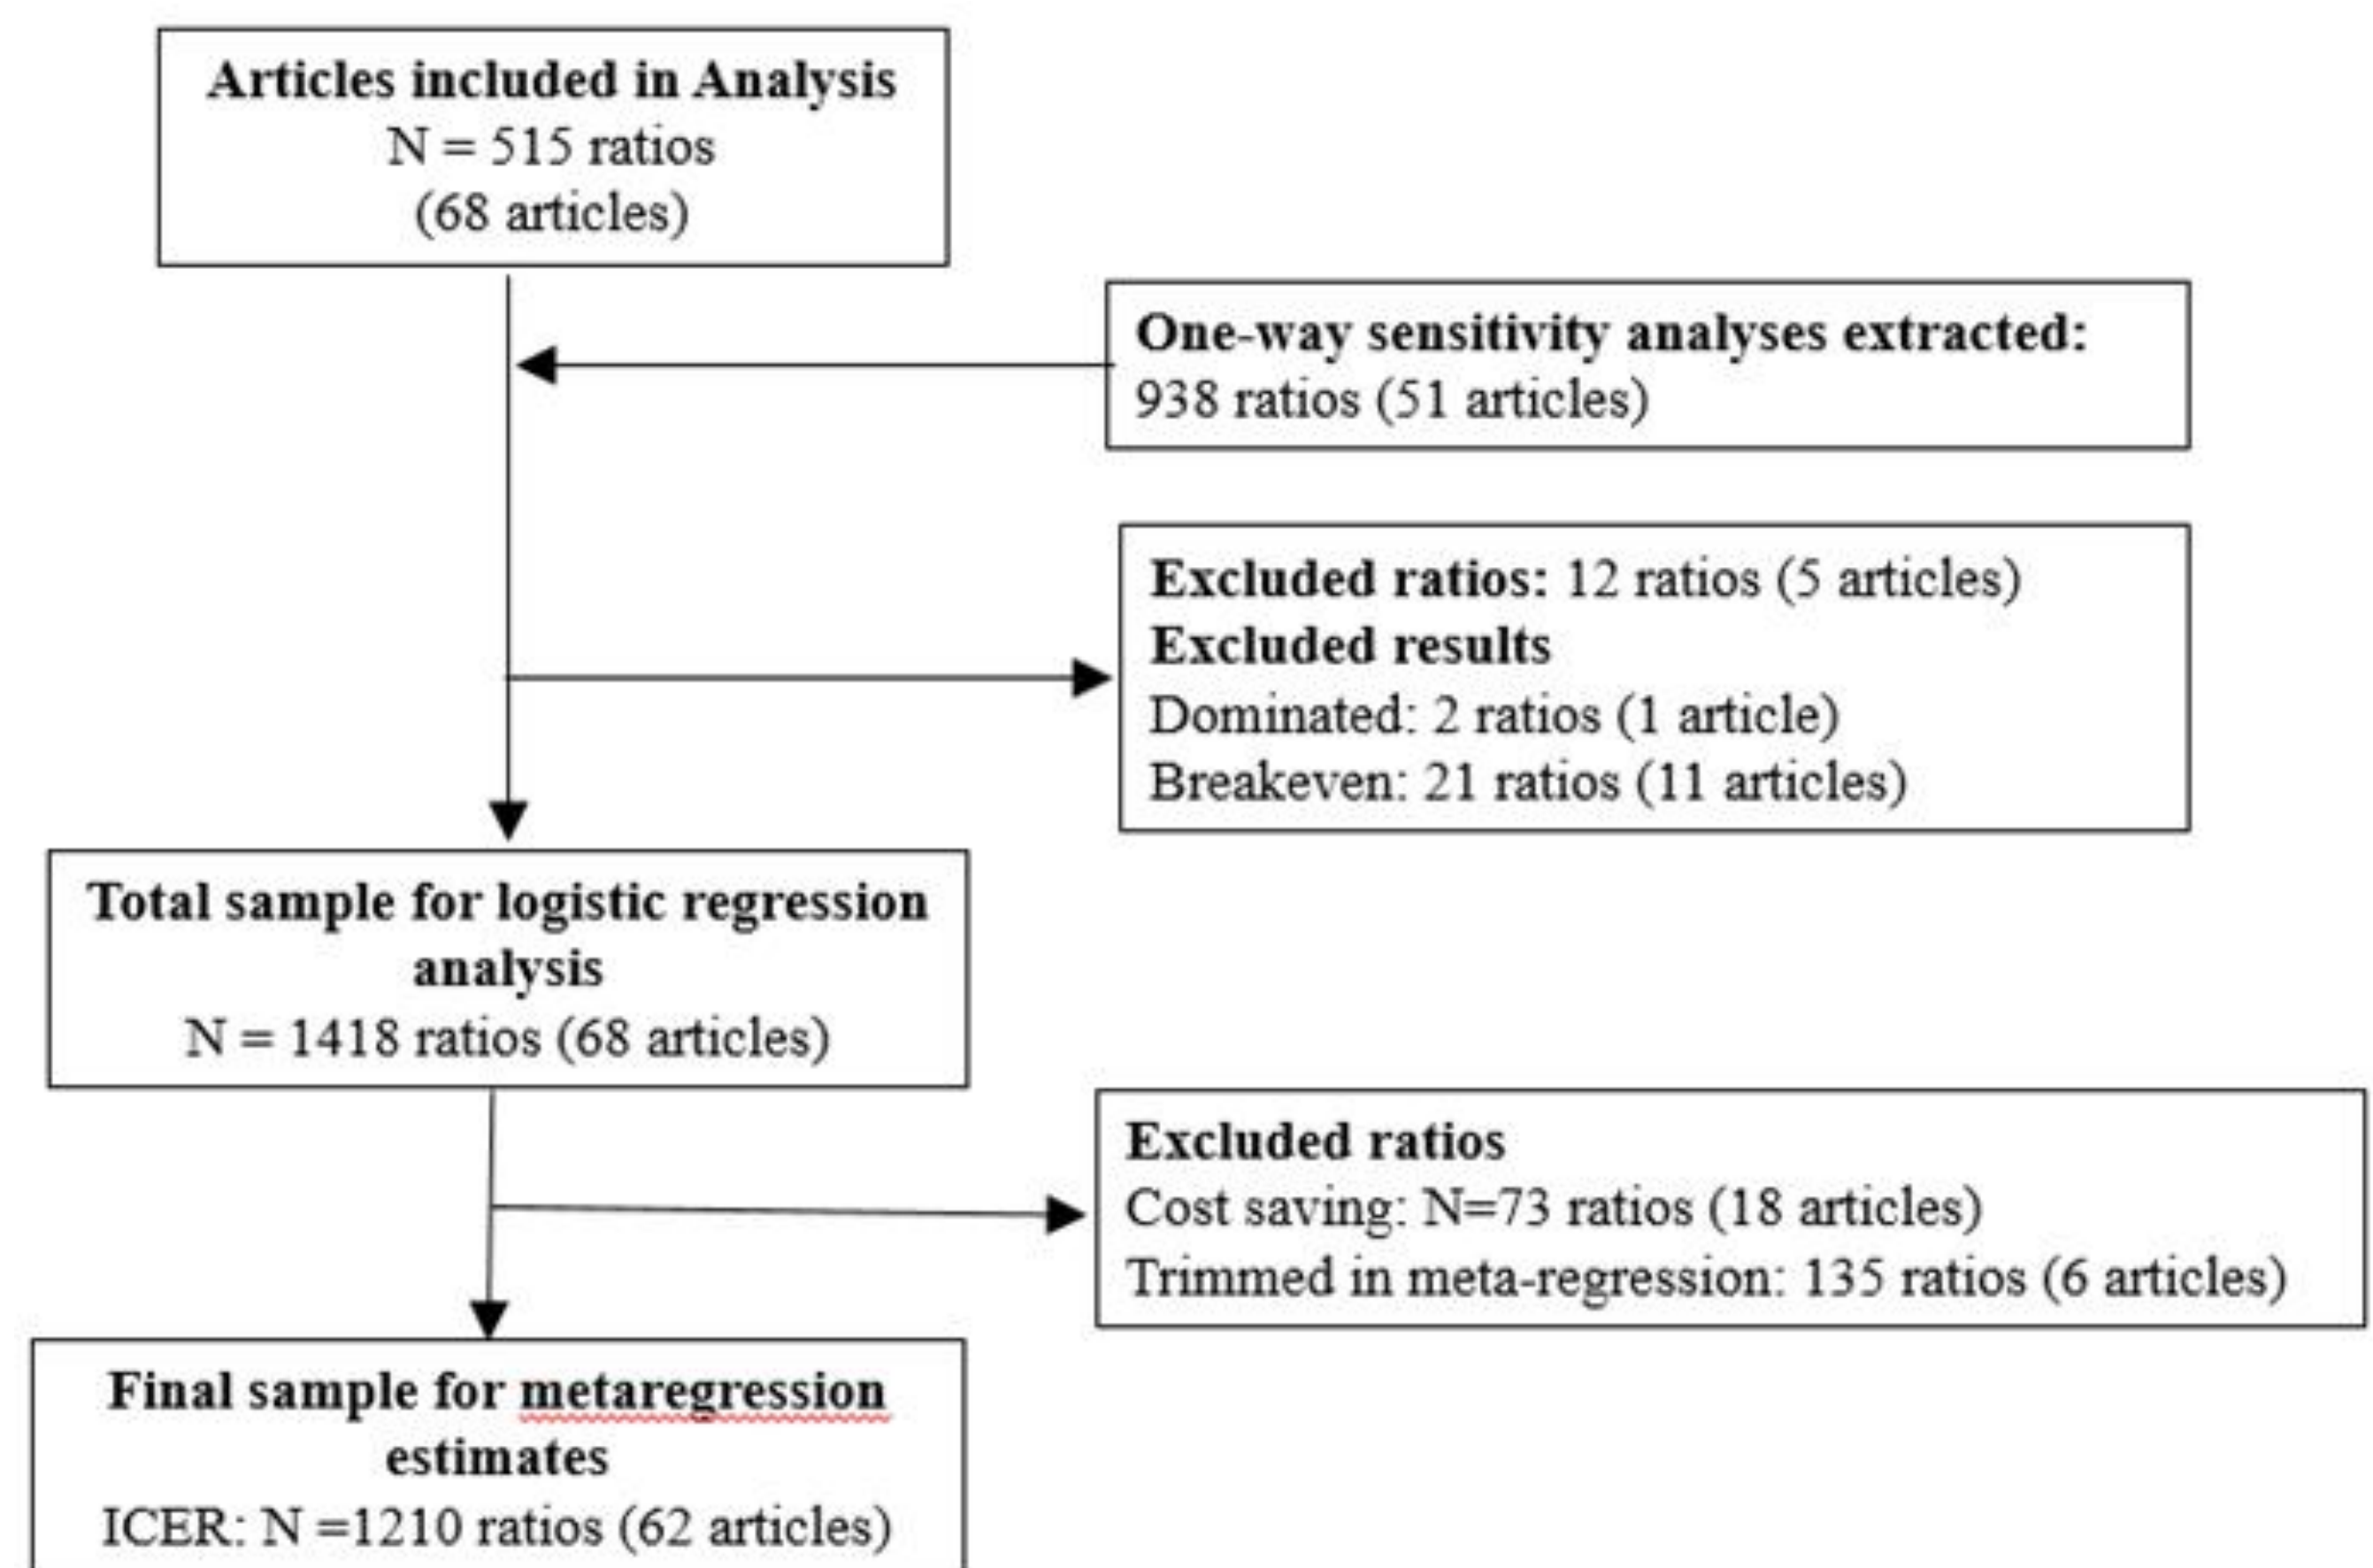 Articles included in Analysis
N = 515 ratios
(68 articles)
One-way sensitivity analyses extracted:
938 ratios (51 articles)
Excluded ratios: 12 ratios (5 articles)
Excluded results
Dominated: 2 ratios (1 article)
Breakeven: 21 ratios (11 articles)
Total sample for logistic regression
analysis
N = 1418 ratios (68 articles)
Excluded ratios
Cost saving: N=73 ratios (18 articles)
Trimmed in meta-regression: 135 ratios (6 articles)
Final sample for metaregression
estimates
ICER: N =1210 ratios (62 articles)